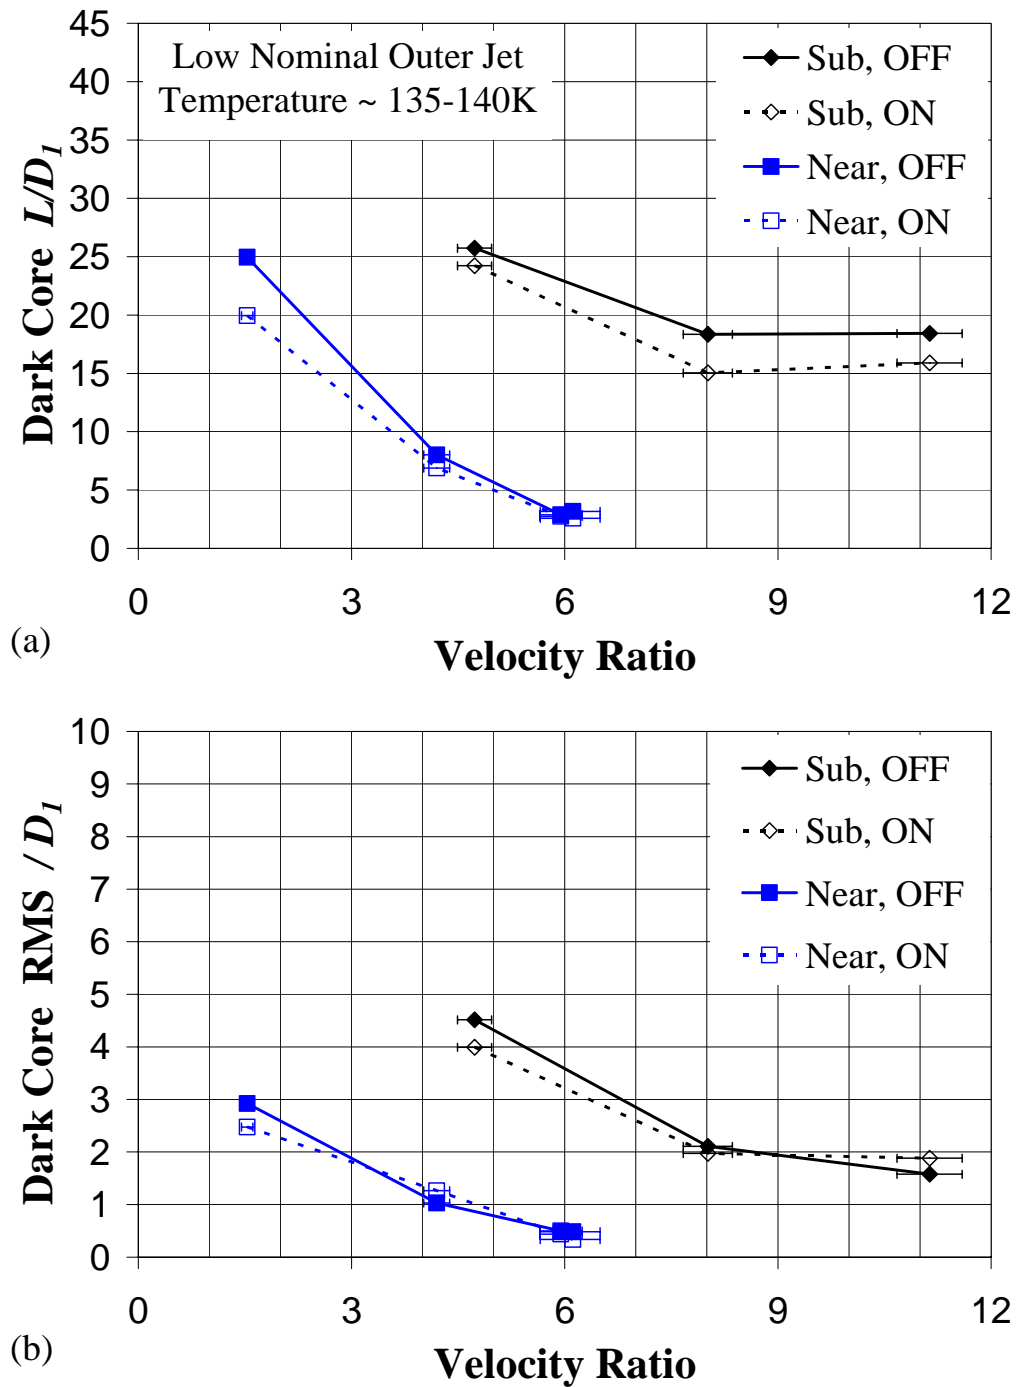 45
40
35
30
25
20
15
10
5
0
Dark Core L/D1
Low Nominal Outer Jet
Temperature ~ 135-140K
Sub, OFF
Sub, ON
Near, OFF
Near, ON
0 3 6 9 12
(a)
Velocity Ratio
10
9
8
7
6
5
4
3
2
1
0
Dark Core RMS / D1
Sub, OFF
Sub, ON
Near, OFF
Near, ON
0 3 6 9 12
(b)
Velocity Ratio